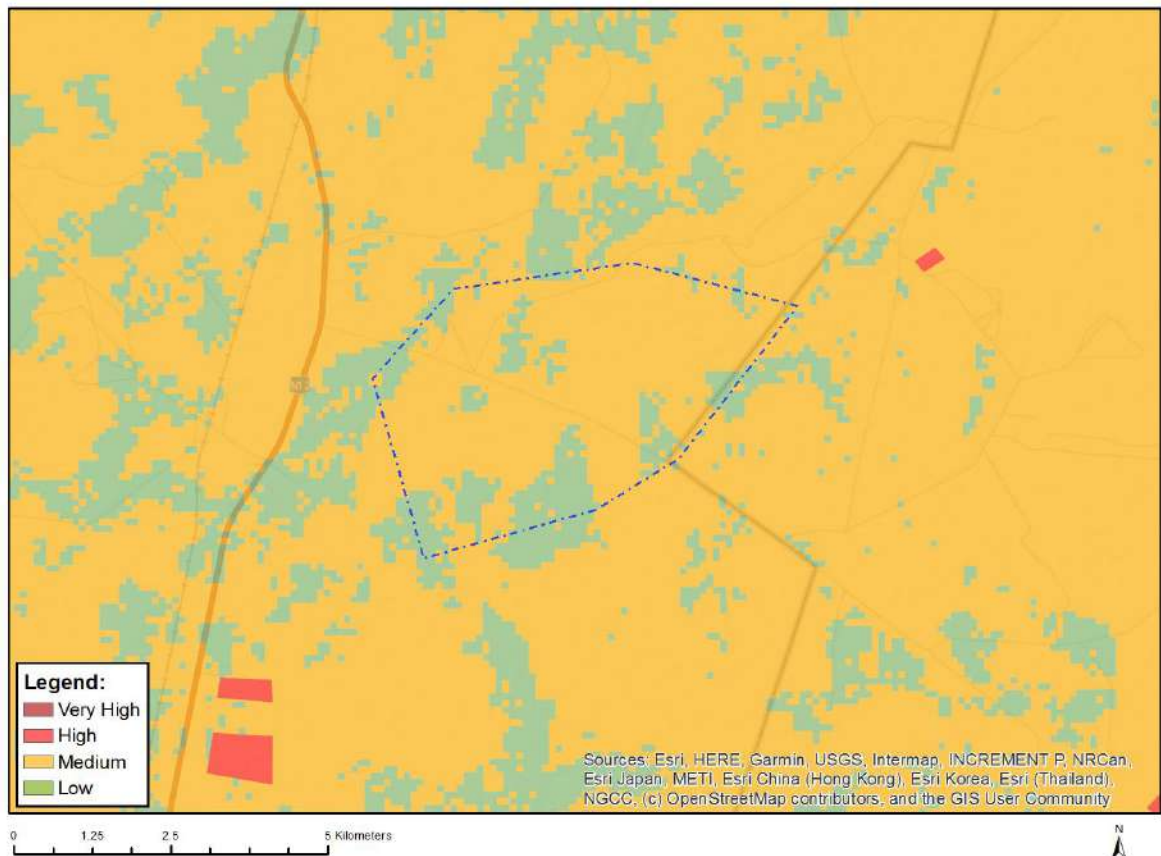 Legend:
Very High
High
Medium
Low
Sources: Esri, HERE, Garmin, USGS, Intermap, INCREMENT P, NRCan,
Esri Japan, METI, Esri China (Hong Kong), Esri Korea, Esri (Thailand),
NGCC, (c) OpenStreetMap contributors, and the GIS User Community
0 1.25 2.5 5 Kilometers
N